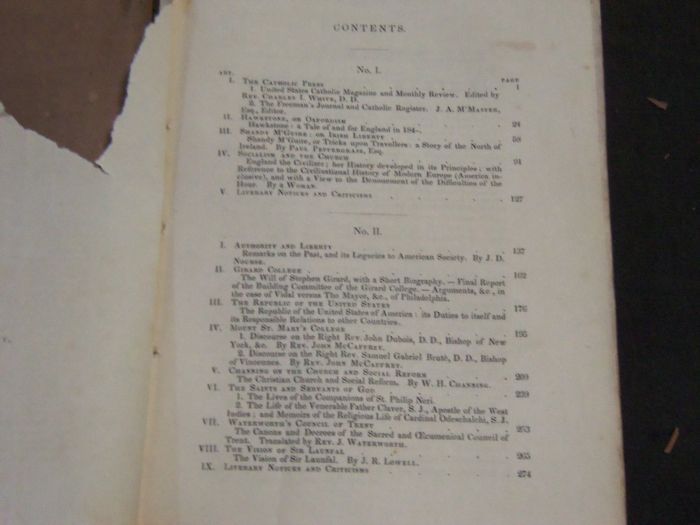 CONTENTS.
No. I.
ART. PAGE
I. THE CATHOLIC PRESS . . . . 1
1. United States Catholic Magazine and Monthly Review. Edited by
REV. CHARLES I. WHITE, D. D.
2. The Freeman's Journal and Catholic Register. J. A. M'MASTER,
Esq., Editor.
II. HAWKSTONE, OR OXFORDISM . . . . 24
Hawkstone: a Tale of and for England in 184-.
III. SHANDY M'GUIRE: OR IRISH LIBERTY . . . . 58
Shandy M'Guire, or Tricks upon Travellers: a Story of the North of
Ireland. By PAUL PEPPERGRASS, Esq.
IV. SOCIALISM AND THE CHURCH . . . . 91
England the Civilizer; her History developed in its Principles; with
Reference to the Civilizational History of Modern Europe (America in-
clusive), and with a View to the Denouement of the Difficulties of the
Hour. By a WOMAN.
V. LITERARY NOTICES AND CRITICISMS . . . . 127
No. II.
I. AUTHORITY AND LIBERTY . . . . 137
Remarks on the Past, and its Legacies to American Society. By J. D.
NOURSE.
II. GIRARD COLLEGE . . . . 162
The Will of Stephen Girard, with a Short Biography. — Final Report
of the Building Committee of the Girard College. — Arguments, &c., in
the case of Vidal versus The Mayor, &c., of Philadelphia.
III. THE REPUBLIC OF THE UNITED STATES . . . . 176
The Republic of the United States of America: its Duties to itself and
its Responsible Relations to other Countries.
IV. MOUNT ST. MARY'S COLLEGE . . . . 195
1. Discourse on the Right Rev. John Dubois, D. D., Bishop of New
York, &c. By REV. JOHN MCCAFFREY.
2. Discourse on the Right Rev. Samuel Gabriel Bruté, D. D., Bishop
of Vincennes. By REV. JOHN MCCAFFREY.
V. CHANNING ON THE CHURCH AND SOCIAL REFORM . . . . 209
The Christian Church and Social Reform. By W. H. CHANNING.
VI. THE SAINTS AND SERVANTS OF GOD . . . . 239
1. The Lives of the Companions of St. Philip Neri.
2. The Life of the Venerable Father Claver, S. J., Apostle of the West
Indies; and Memoirs of the Religious Life of Cardinal Odeschalchi, S. J.
VII. WATERWORTH'S COUNCIL OF TRENT . . . . 253
The Canons and Decrees of the Sacred and Œcumenical Council of
Trent. Translated by REV. J. WATERWORTH.
VIII. THE VISION OF SIR LAUNFAL . . . . 265
The Vision of Sir Launfal. By J. R. LOWELL.
IX. LITERARY NOTICES AND CRITICISMS . . . . 274